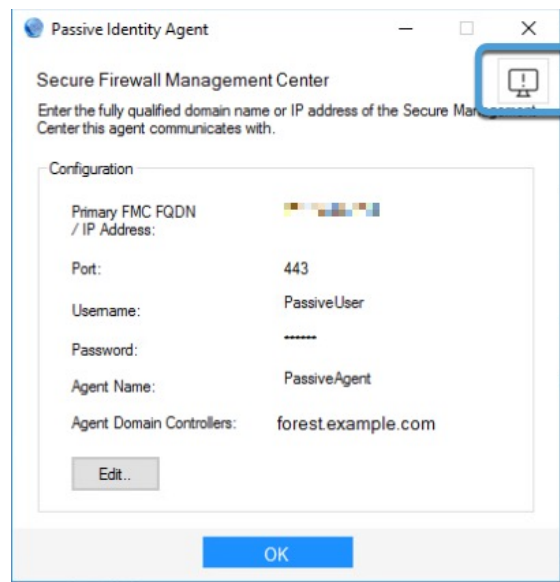 Passive Identity Agent
Secure Firewall Management Center
Enter the fully qualified domain name or IP address of the Secure Management
Center this agent communicates with.
Configuration
Primary FMC FQDN
/ IP Address:
Port: 443
Username: PassiveUser
Password: ••••••
Agent Name: PassiveAgent
Agent Domain Controllers: forest.example.com
Edit..
OK